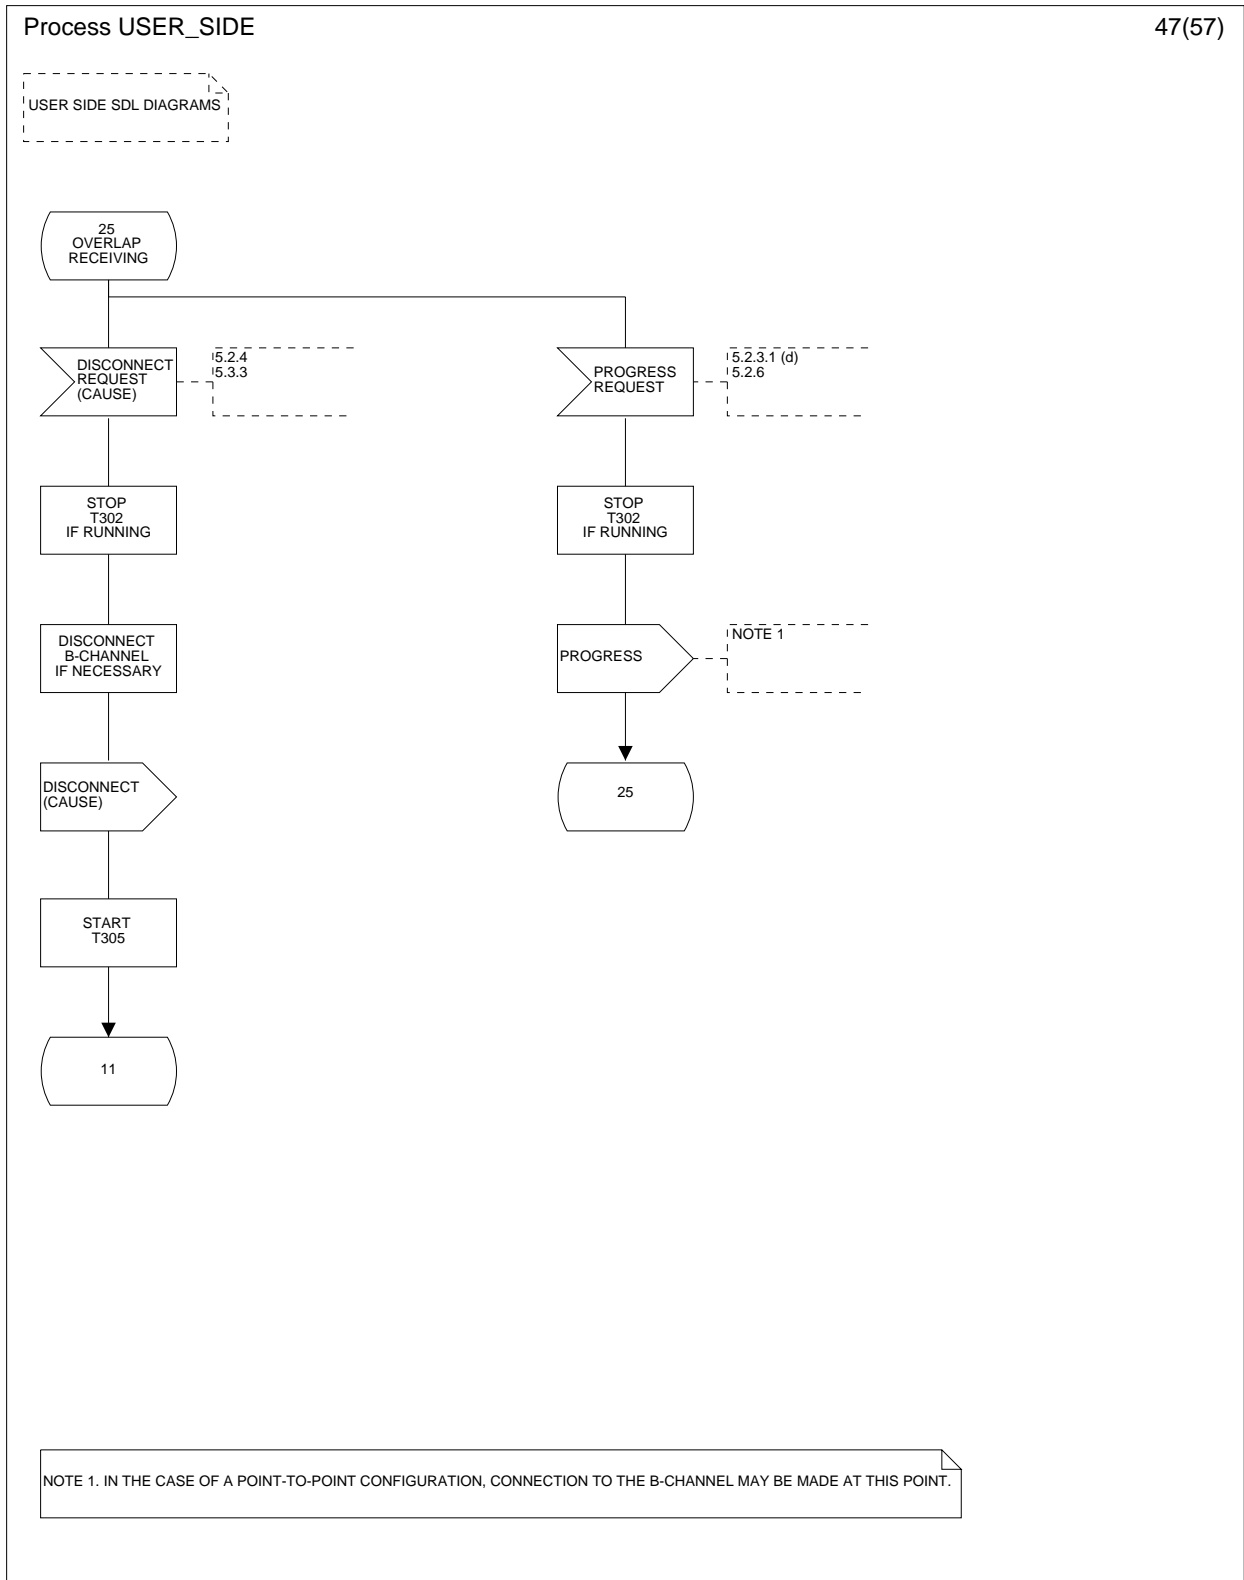 Process USER_SIDE
47(57)
USER SIDE SDL DIAGRAMS
25
OVERLAP
RECEIVING
DISCONNECT
REQUEST
(CAUSE)
5.2.4
5.3.3
STOP
T302
IF RUNNING
DISCONNECT
B-CHANNEL
IF NECESSARY
DISCONNECT
(CAUSE)
START
T305
11
PROGRESS
REQUEST
5.2.3.1 (d)
5.2.6
STOP
T302
IF RUNNING
PROGRESS
NOTE 1
25
NOTE 1. IN THE CASE OF A POINT-TO-POINT CONFIGURATION, CONNECTION TO THE B-CHANNEL MAY BE MADE AT THIS POINT.